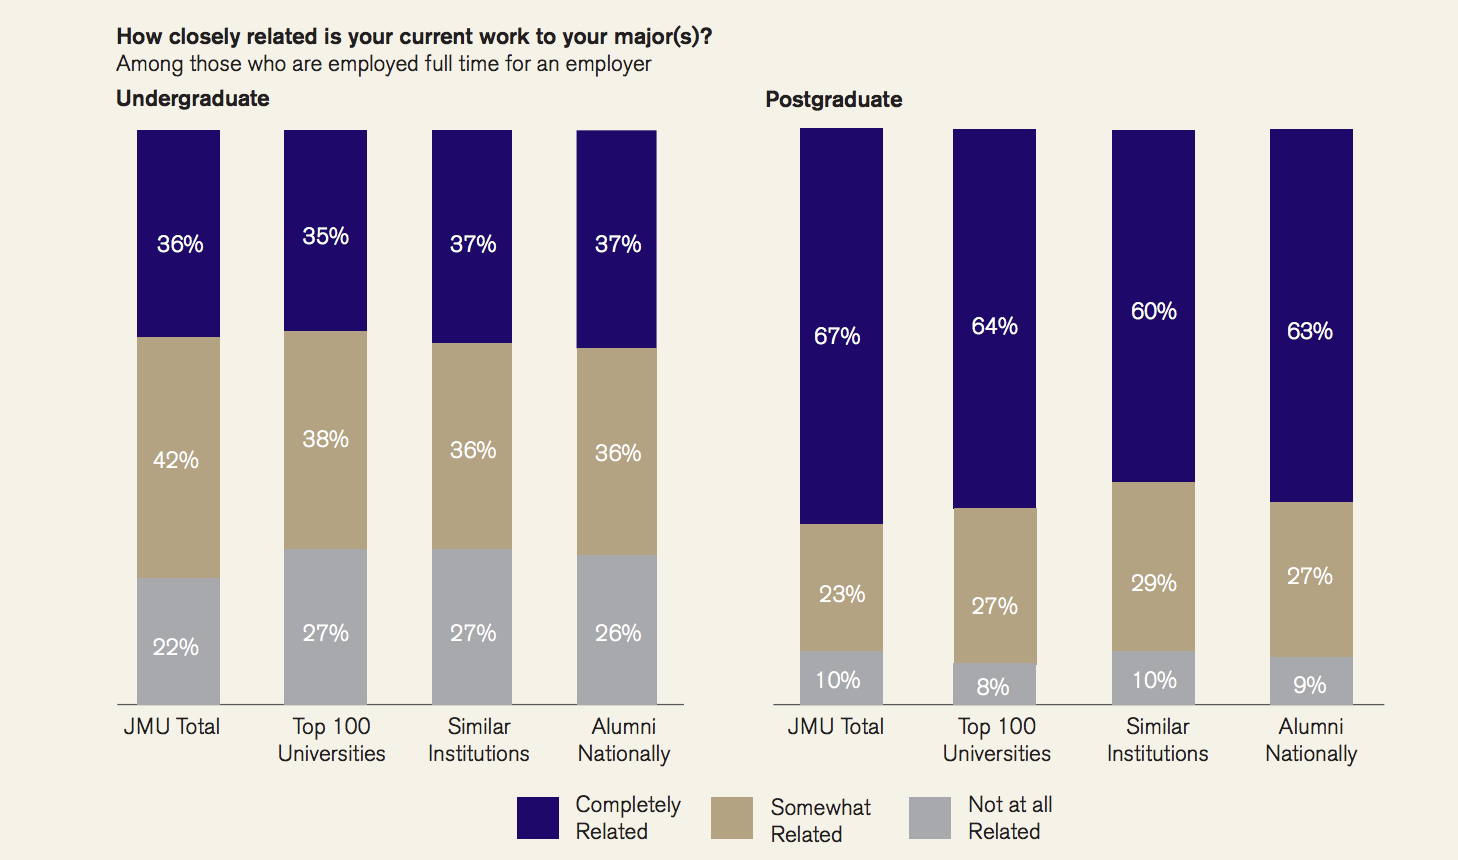 How closely related is your current work to your major(s)?
Among those who are employed full time for an employer
Undergraduate
36%
35%
37%
37%
42%
38%
36%
36%
22%
27%
27%
26%
JMU Total
Top 100
Universities
Similar
Institutions
Alumni
Nationally
Postgraduate
67%
64%
60%
63%
23%
27%
29%
27%
10%
8%
10%
9%
JMU Total
Top 100
Universities
Similar
Institutions
Alumni
Nationally
Completely
Related
Somewhat
Related
Not at all
Related